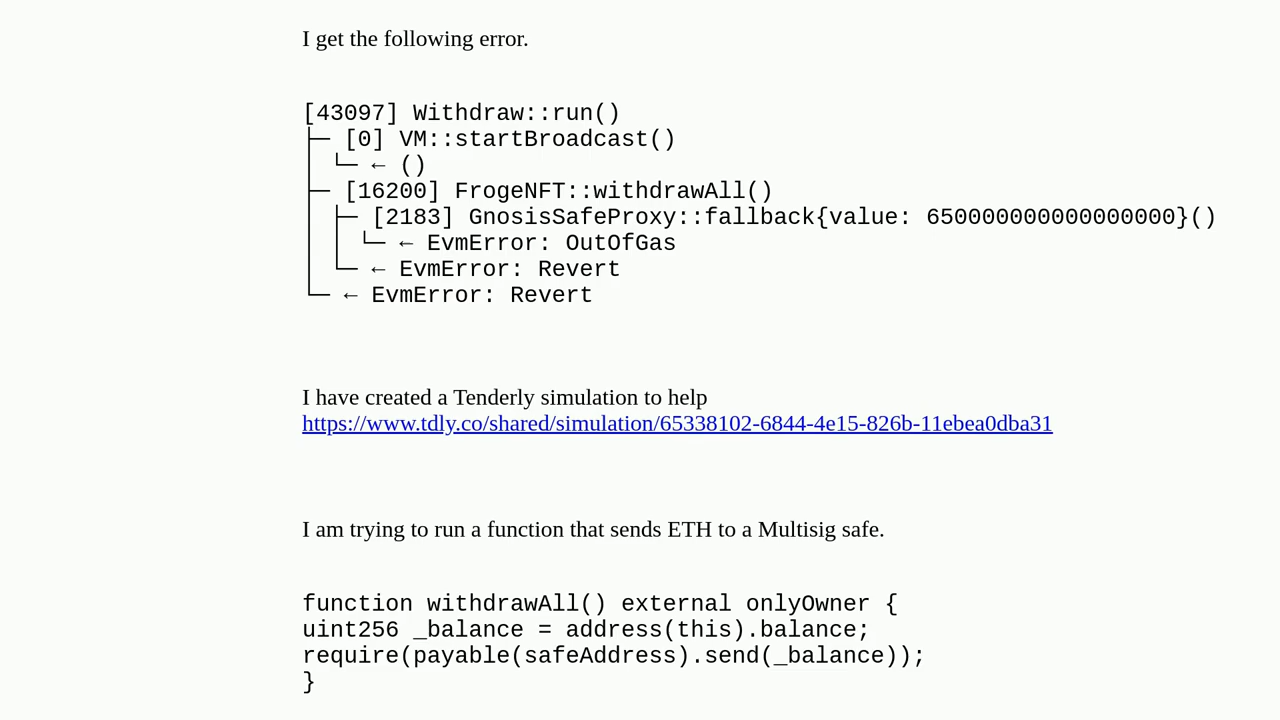 I get the following error.
[43097] Withdraw::run()
├─ [0] VM::startBroadcast()
│ └─ ← ()
├─ [16200] FrogeNFT::withdrawAll()
│ ├─ [2183] GnosisSafeProxy::fallback{value: 650000000000000000}()
│ │ └─ ← EvmError: OutOfGas
│ └─ ← EvmError: Revert
└─ ← EvmError: Revert
I have created a Tenderly simulation to help
https://www.tdly.co/shared/simulation/65338102-6844-4e15-826b-11ebea0dba31
I am trying to run a function that sends ETH to a Multisig safe.
function withdrawAll() external onlyOwner {
uint256 _balance = address(this).balance;
require(payable(safeAddress).send(_balance));
}